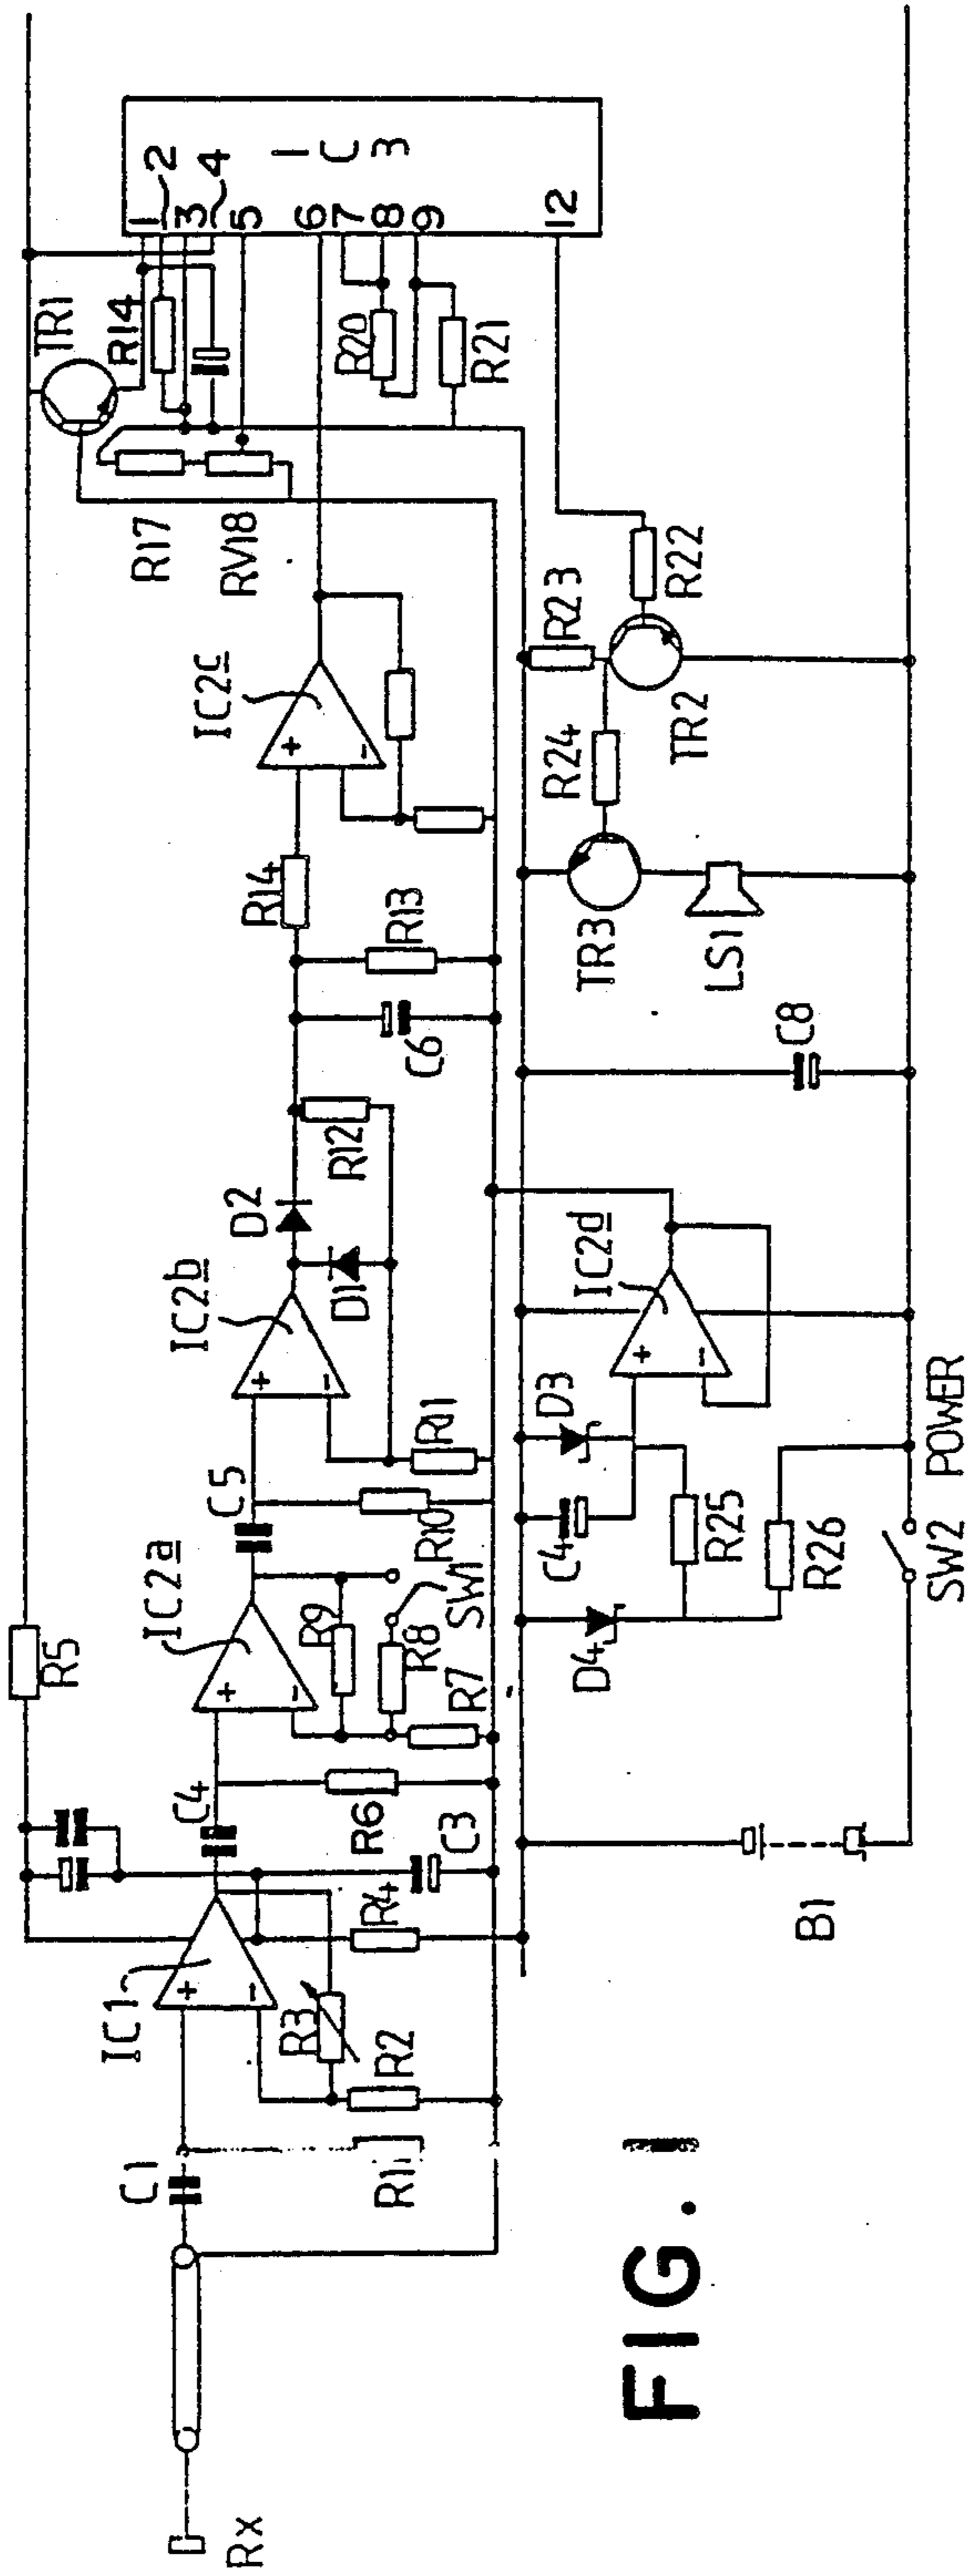 Rx
C1
R1
IC1
+
−
R2
R3
R4
C3
C4
R6
R5
IC2a
+
−
R9
R8
R7
SW1
C5
R10
IC2b
+
−
R11
D1
D2
R12
C6
R13
R14
IC2c
+
−
R17
RV18
TR1
R14
1
2
3
4
5
6
7
8
9
12
IC3
R20
R21
B1
D4
C4
D3
R25
R26
SW2
POWER
IC2d
+
−
C8
LS1
TR3
R24
R23
TR2
R22
FIG. 1